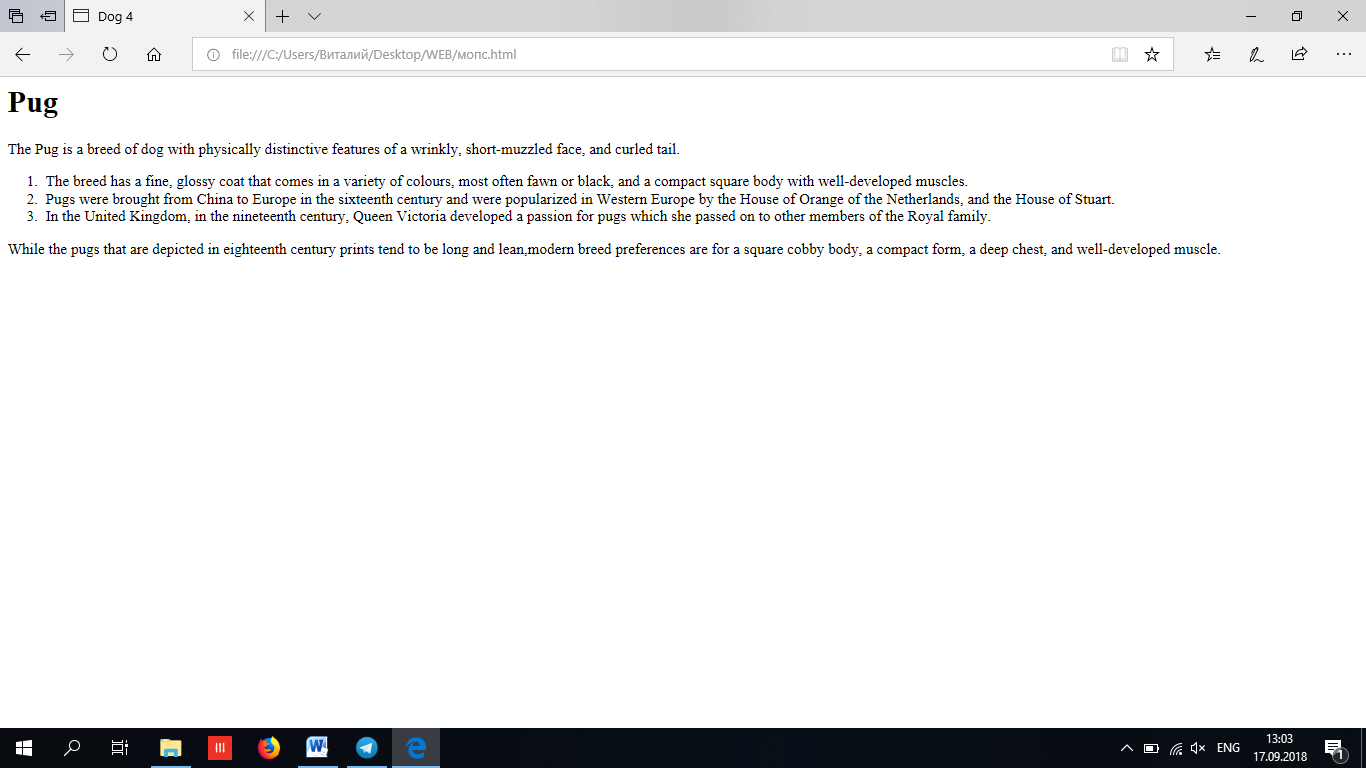 Dog 4
file:///C:/Users/Виталий/Desktop/WEB/мопс.html
Pug
The Pug is a breed of dog with physically distinctive features of a wrinkly, short-muzzled face, and curled tail.
1. The breed has a fine, glossy coat that comes in a variety of colours, most often fawn or black, and a compact square body with well-developed muscles.
2. Pugs were brought from China to Europe in the sixteenth century and were popularized in Western Europe by the House of Orange of the Netherlands, and the House of Stuart.
3. In the United Kingdom, in the nineteenth century, Queen Victoria developed a passion for pugs which she passed on to other members of the Royal family.
While the pugs that are depicted in eighteenth century prints tend to be long and lean,modern breed preferences are for a square cobby body, a compact form, a deep chest, and well-developed muscle.
ENG
13:03
17.09.2018
1